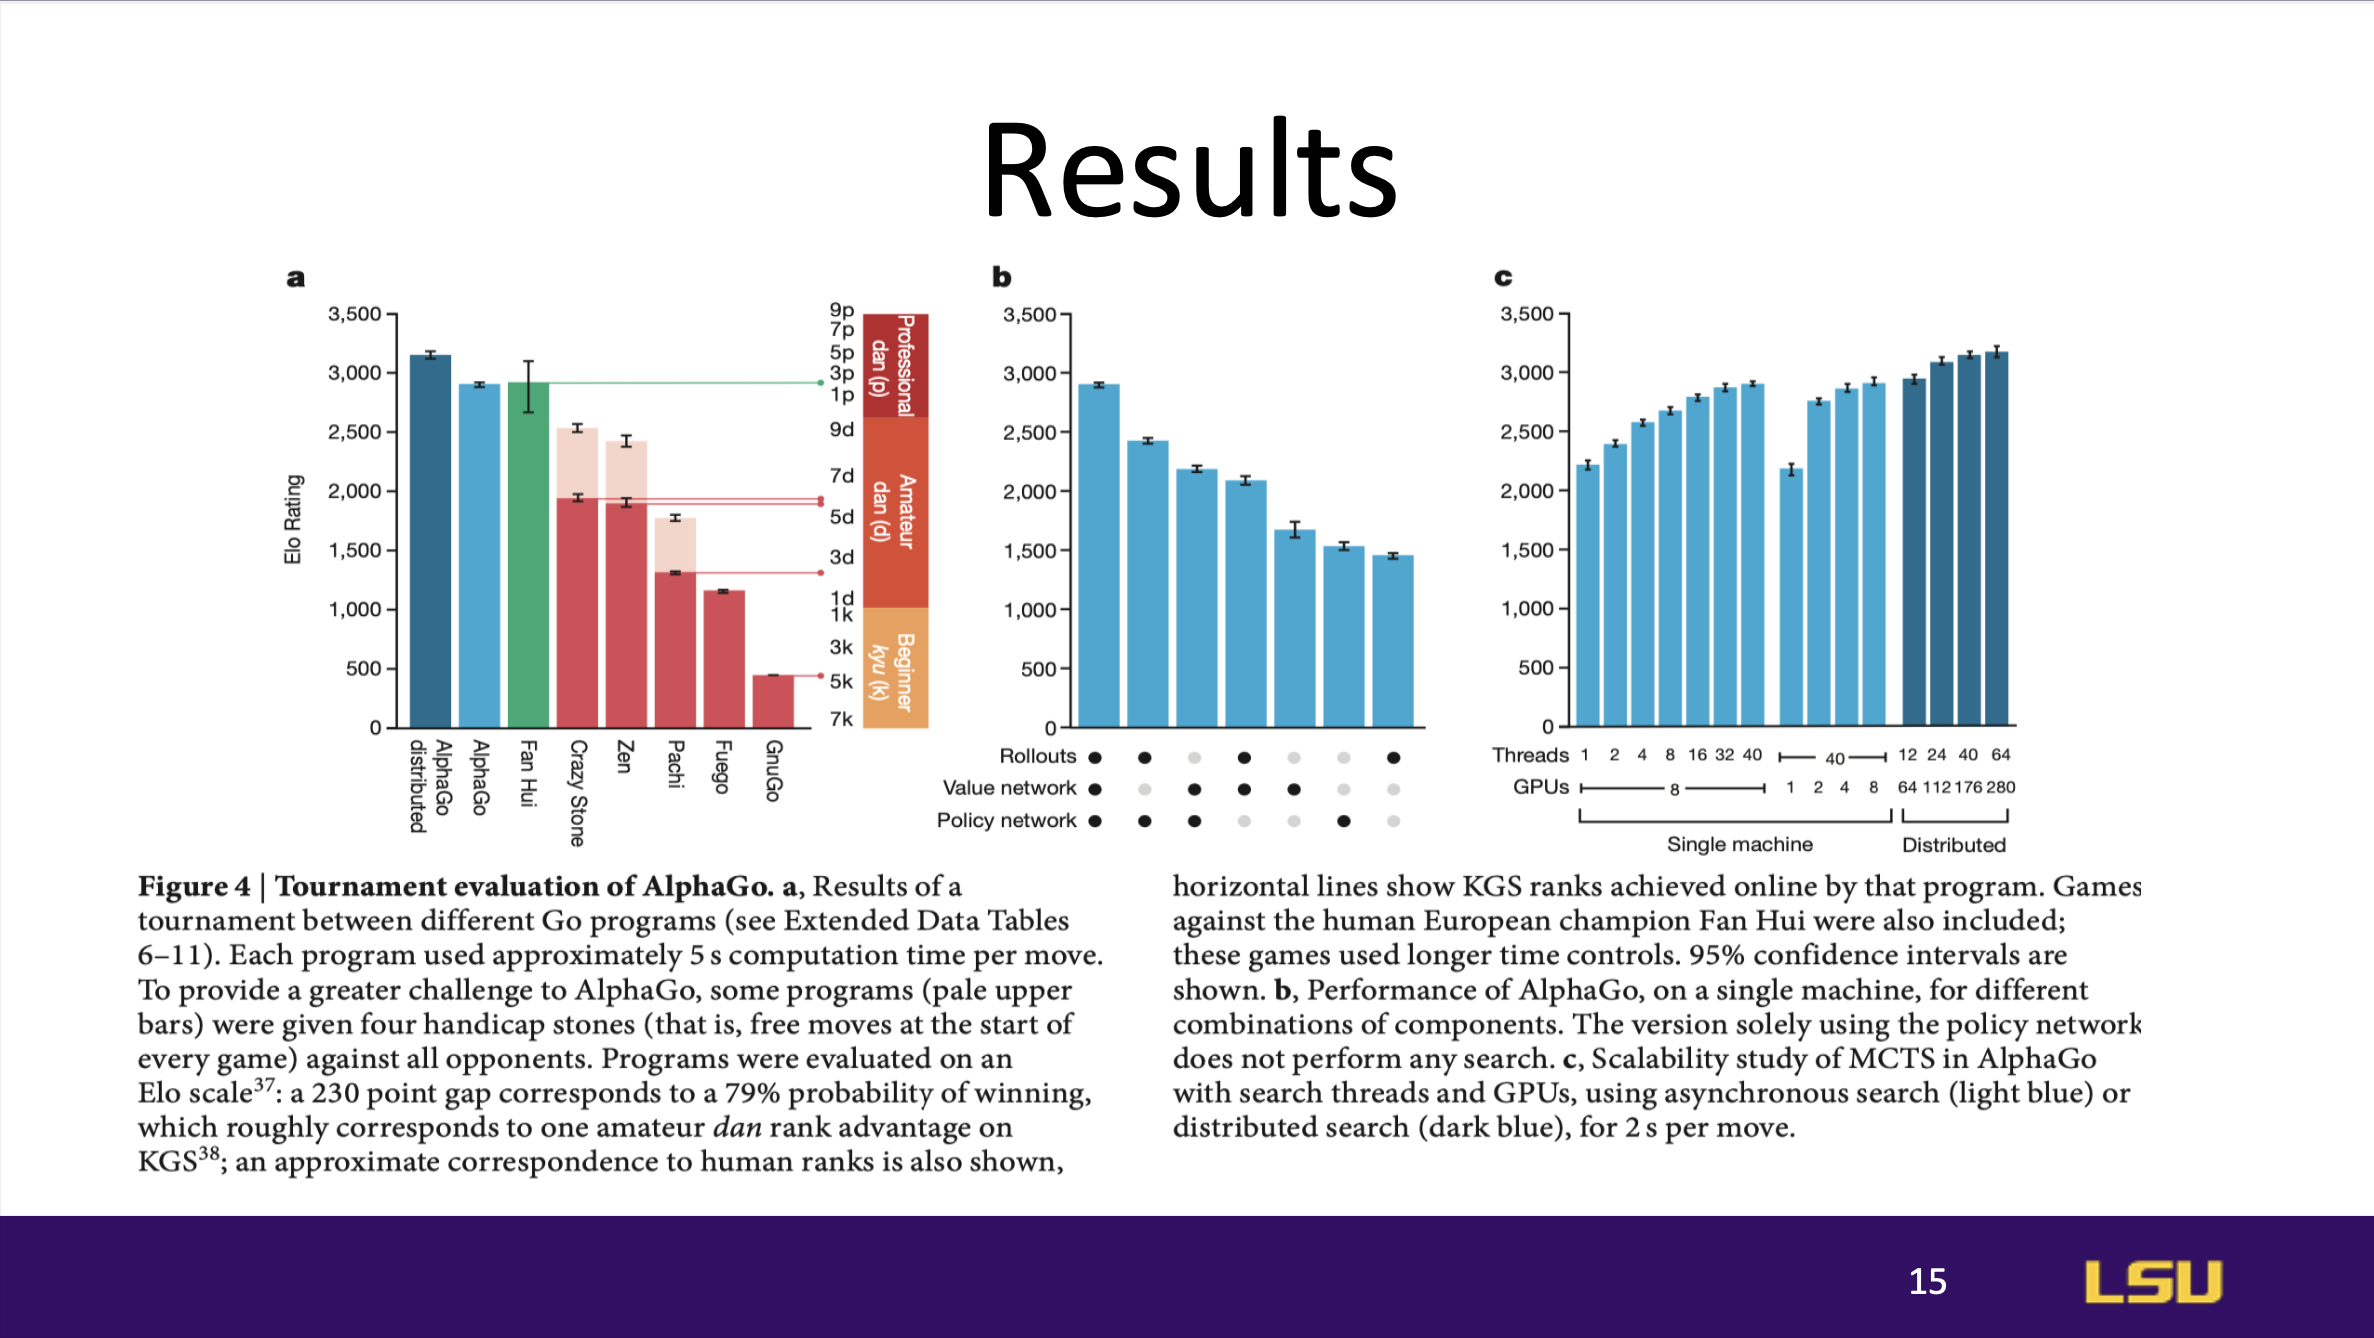 Results
a
3,500
3,000
2,500
2,000
1,500
1,000
500
0
Elo Rating
AlphaGo distributed
AlphaGo
Fan Hui
Crazy Stone
Zen
Pachi
Fuego
GnuGo
9p
7p
5p
3p
1p
9d
7d
5d
3d
1d
1k
3k
5k
7k
Professional dan (p)
Amateur dan (d)
Beginner kyu (k)
b
3,500
3,000
2,500
2,000
1,500
1,000
500
0
Rollouts
Value network
Policy network
c
3,500
3,000
2,500
2,000
1,500
1,000
500
0
Threads 1 2 4 8 16 32 40 40 12 24 40 64
GPUs 8 1 2 4 8 64 112 176 280
Single machine Distributed
Figure 4 | Tournament evaluation of AlphaGo. a, Results of a
tournament between different Go programs (see Extended Data Tables
6–11). Each program used approximately 5 s computation time per move.
To provide a greater challenge to AlphaGo, some programs (pale upper
bars) were given four handicap stones (that is, free moves at the start of
every game) against all opponents. Programs were evaluated on an
Elo scale37: a 230 point gap corresponds to a 79% probability of winning,
which roughly corresponds to one amateur dan rank advantage on
KGS38; an approximate correspondence to human ranks is also shown,
horizontal lines show KGS ranks achieved online by that program. Games
against the human European champion Fan Hui were also included;
these games used longer time controls. 95% confidence intervals are
shown. b, Performance of AlphaGo, on a single machine, for different
combinations of components. The version solely using the policy network
does not perform any search. c, Scalability study of MCTS in AlphaGo
with search threads and GPUs, using asynchronous search (light blue) or
distributed search (dark blue), for 2 s per move.
15
LSU